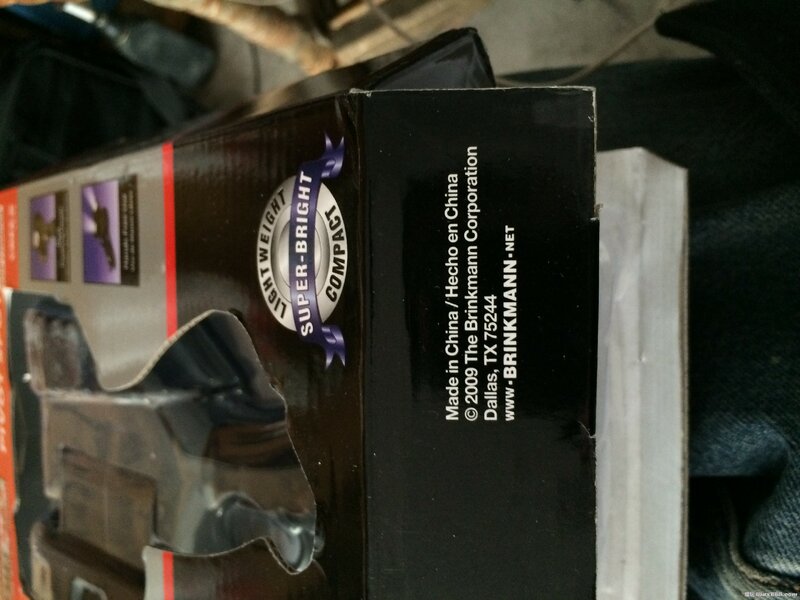 LIGHTWEIGHT
SUPER-BRIGHT
COMPACT
Made in China / Hecho en China
© 2009 The Brinkmann Corporation
Dallas, TX 75244
www·BRINKMANN·NET